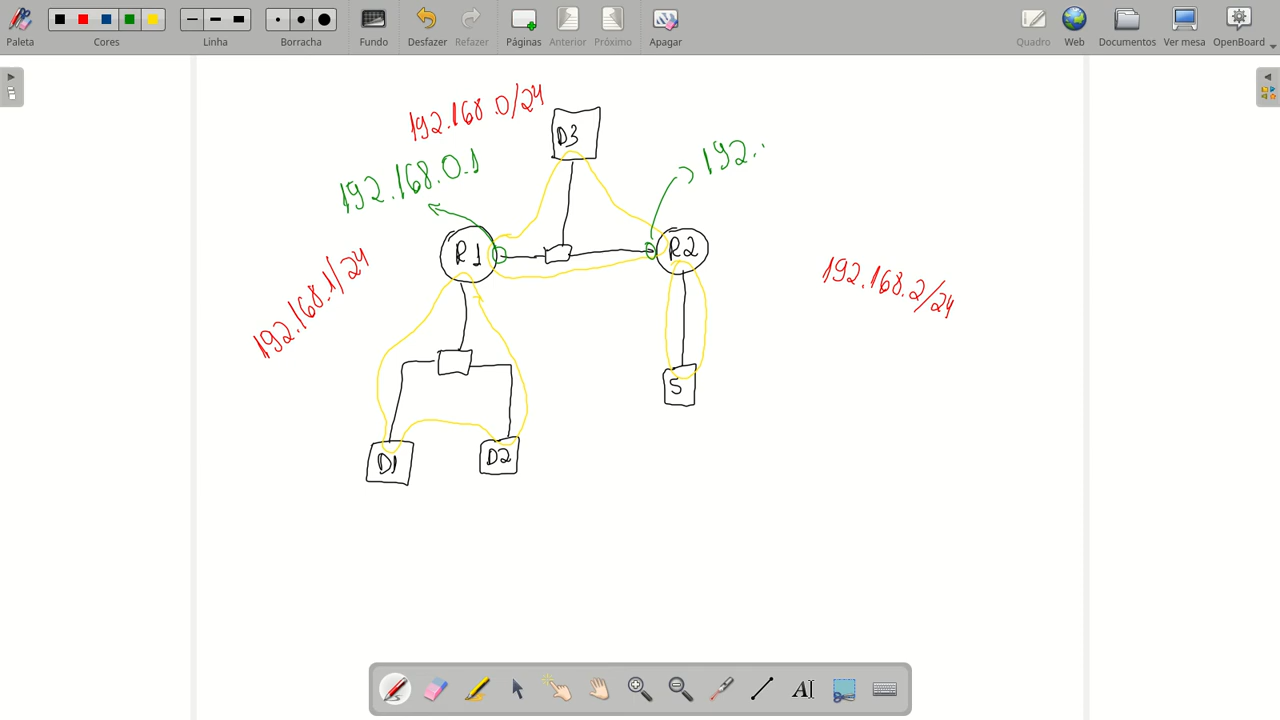 Paleta
Cores
Linha
Borracha
Fundo
Desfazer
Refazer
Páginas
Anterior
Próximo
Apagar
Quadro
Web
Documentos
Ver mesa
OpenBoard
192.168.0/24
D3
192.168.0.1
192..
R1
R2
192.168.1/24
192.168.2/24
S
D1
D2
AI